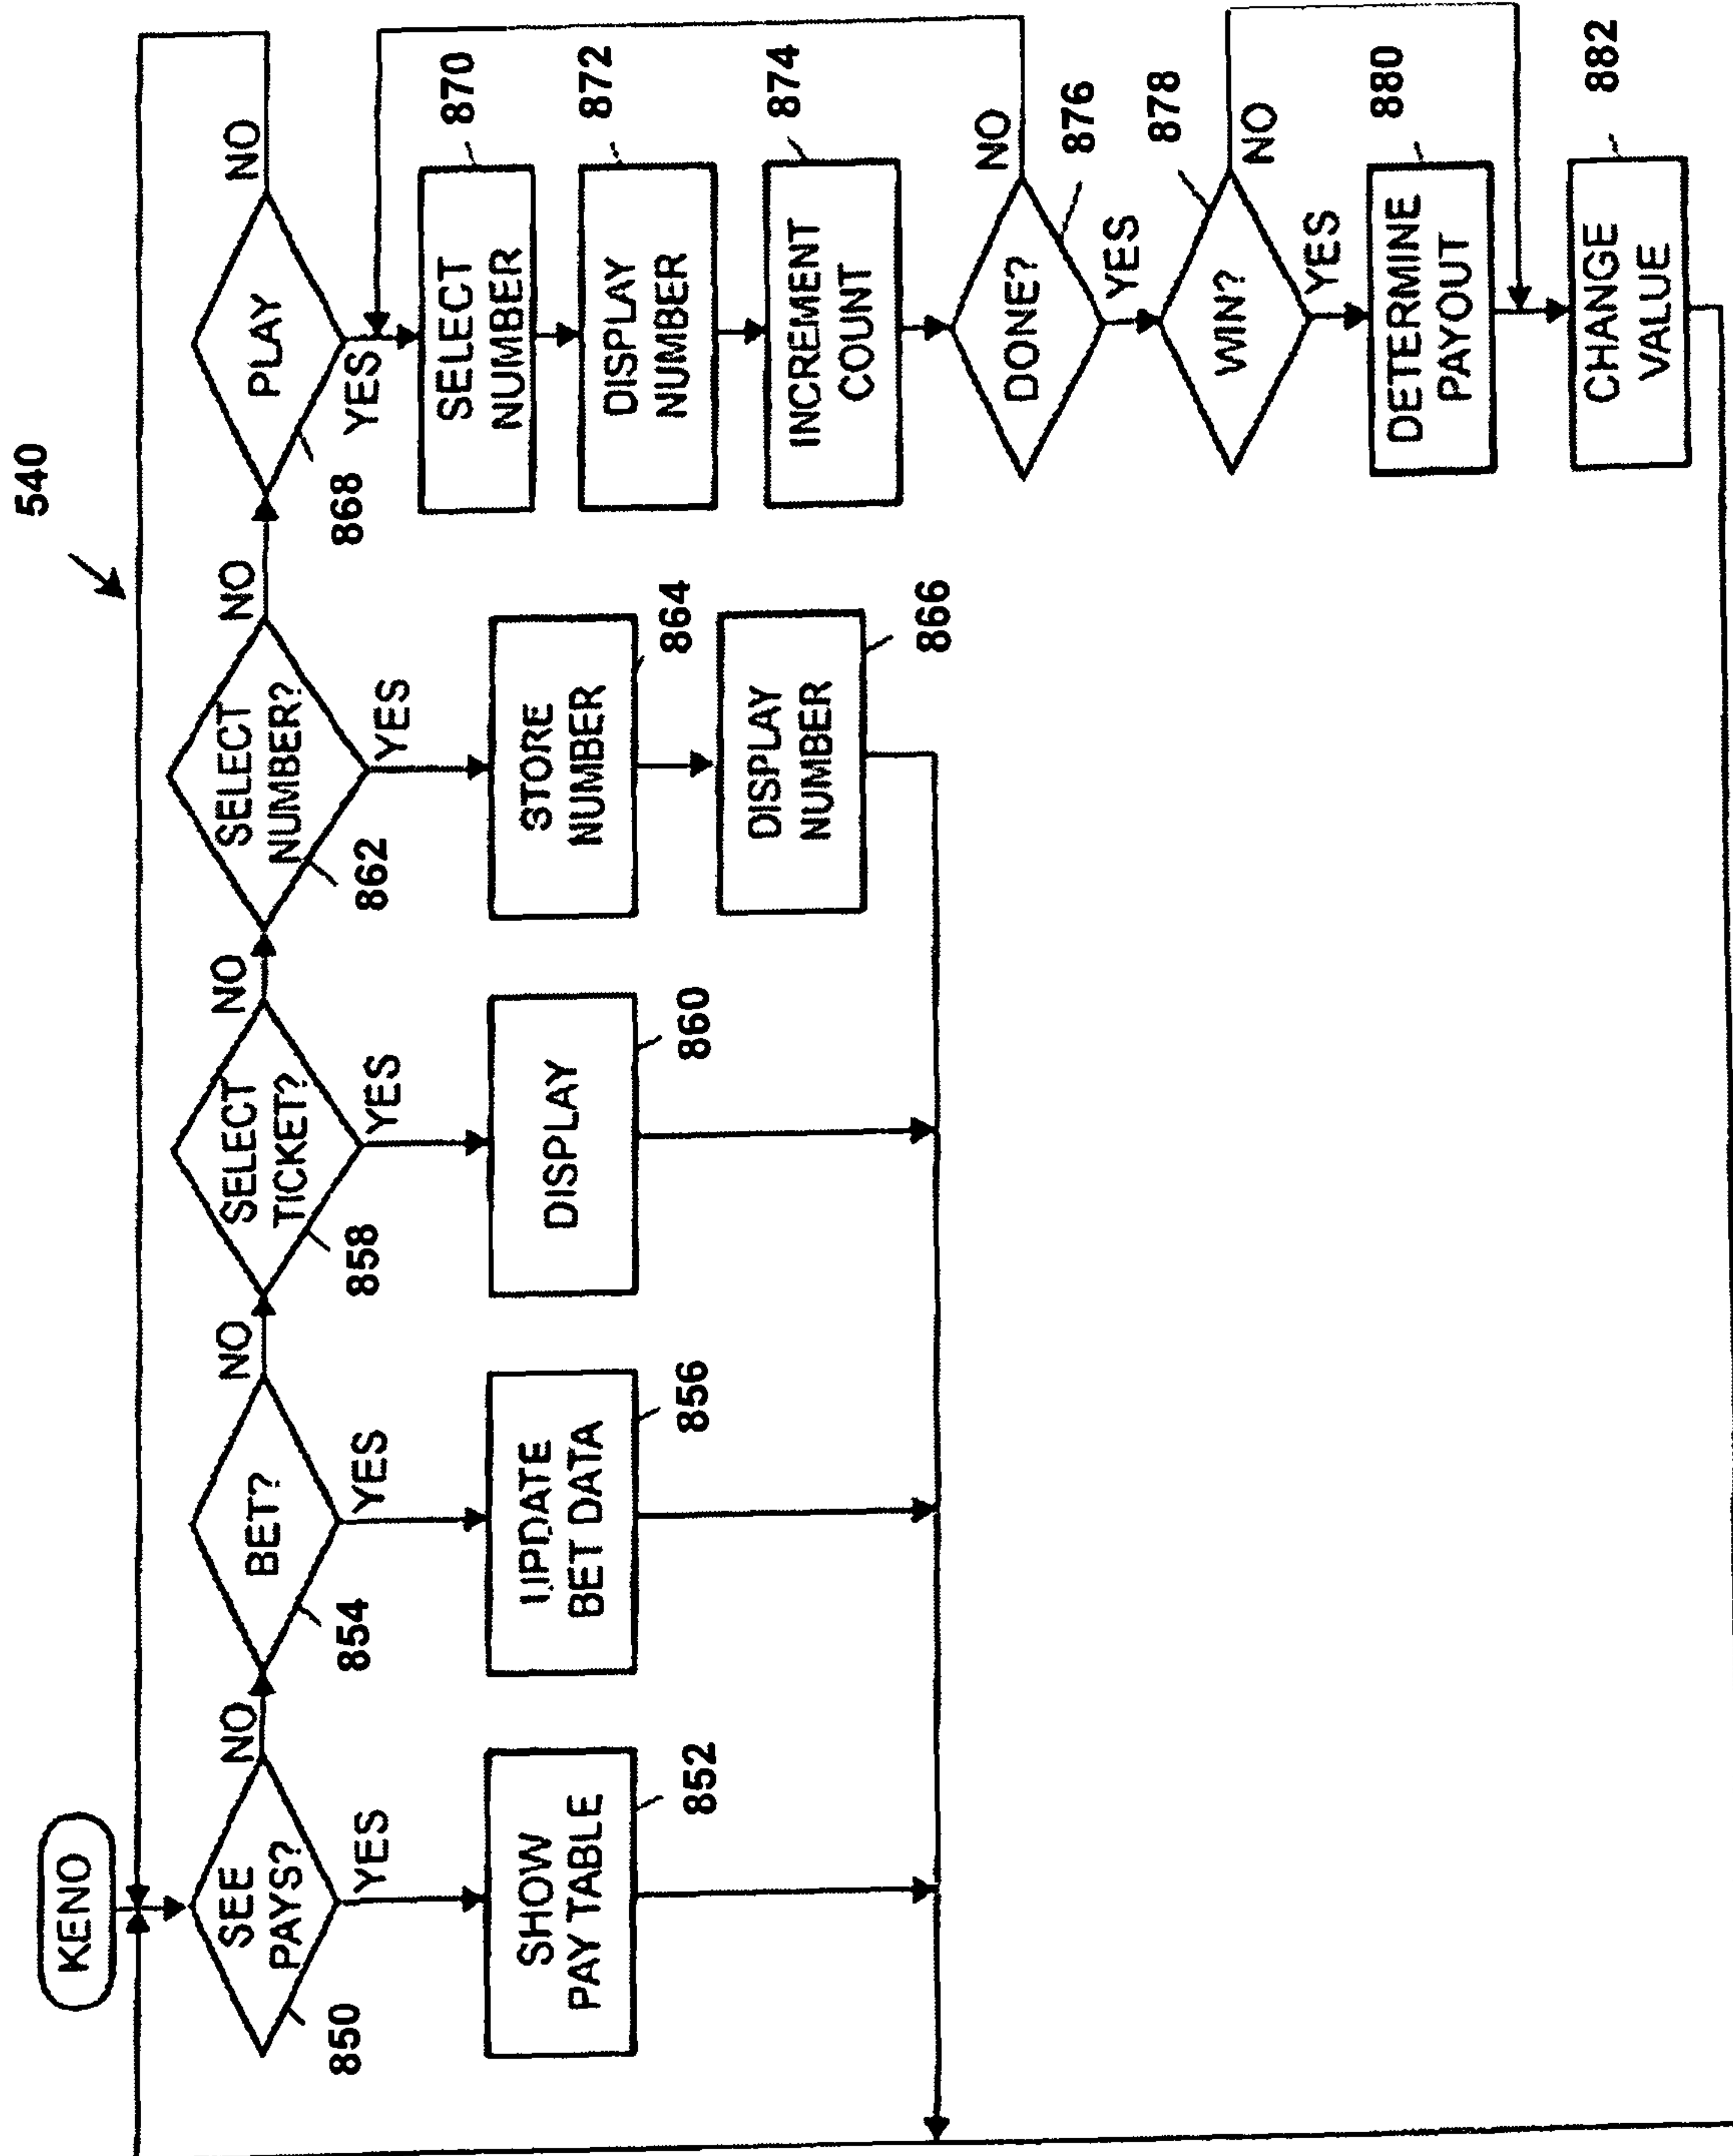 540
KENO
SEE
PAYS?
850
NO
YES
SHOW
PAY TABLE
852
BET?
854
NO
YES
UPDATE
BET DATA
856
SELECT
TICKET?
858
NO
YES
DISPLAY
860
SELECT
NUMBER?
862
NO
YES
STORE
NUMBER
864
DISPLAY
NUMBER
866
PLAY
868
NO
YES
SELECT
NUMBER
870
DISPLAY
NUMBER
872
INCREMENT
COUNT
874
DONE?
876
NO
YES
WIN?
878
NO
YES
DETERMINE
PAYOUT
880
CHANGE
VALUE
882